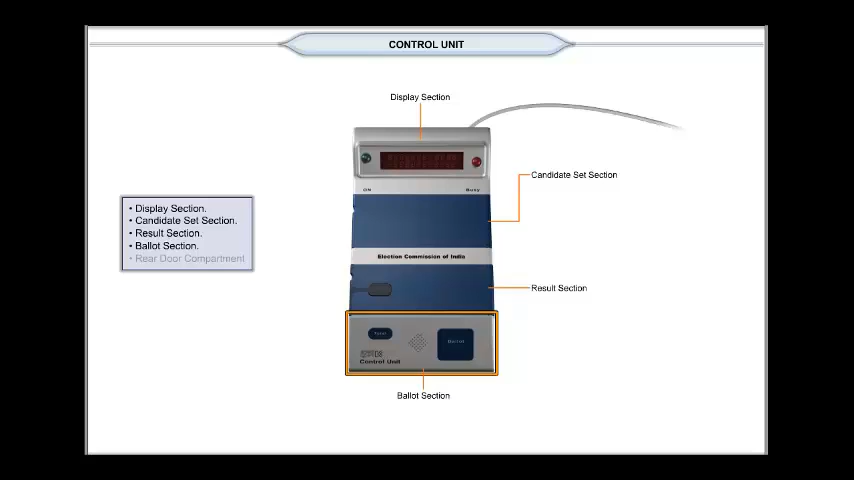 CONTROL UNIT
Display Section
ON
Busy
Candidate Set Section
• Display Section.
• Candidate Set Section.
• Result Section.
• Ballot Section.
• Rear Door Compartment
Election Commission of India
Result Section
Total
Ballot
Control Unit
Ballot Section